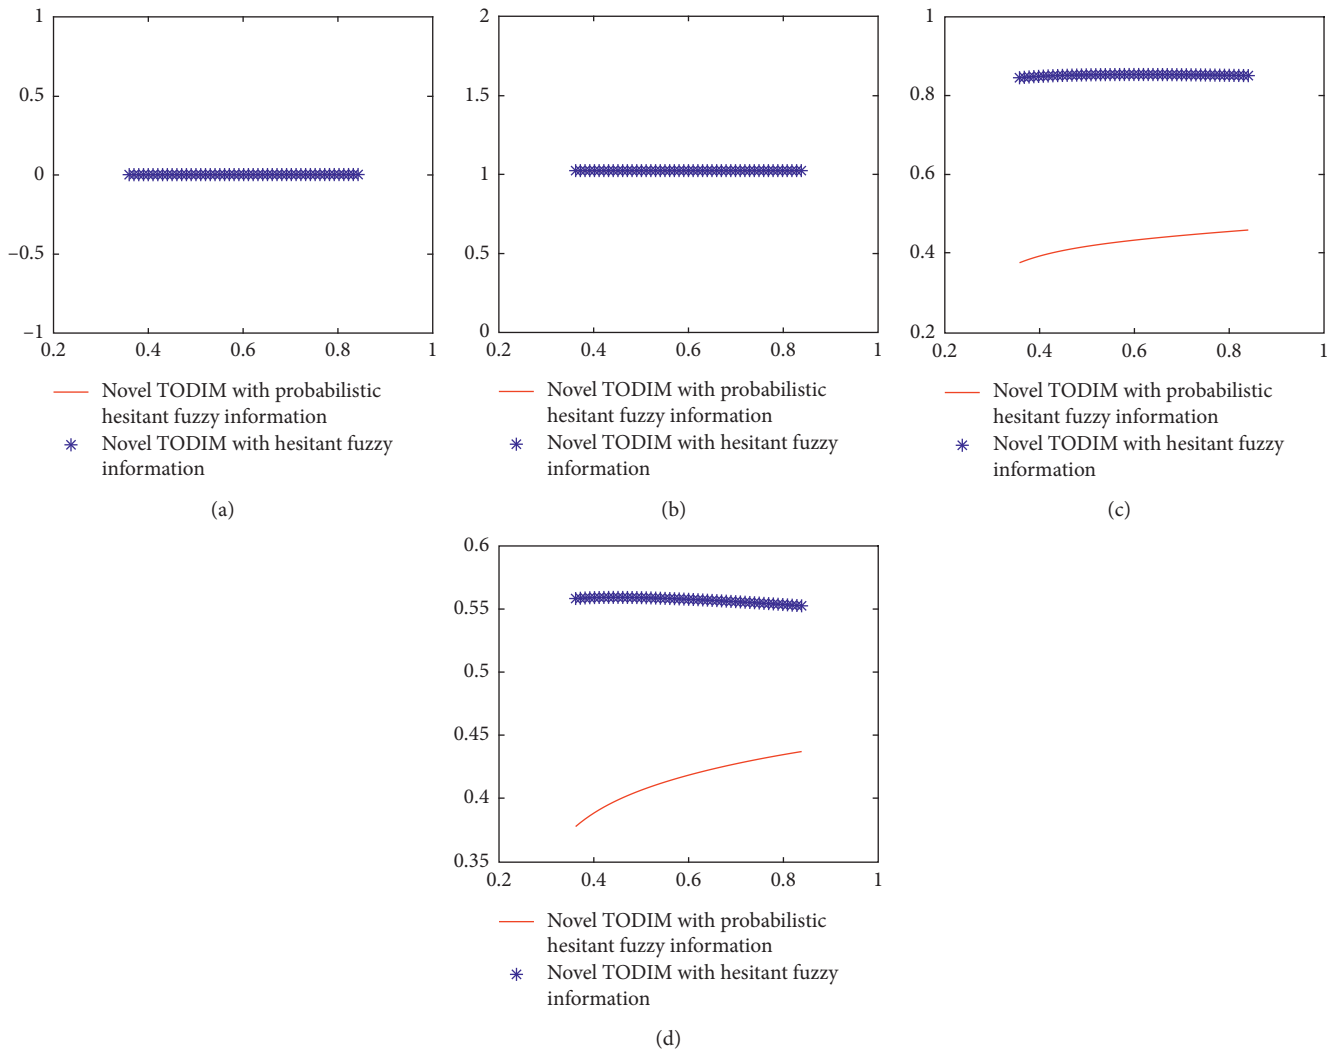 1
0.5
0
–0.5
–1
0.2
0.4
0.6
0.8
1
Novel TODIM with probabilistic
hesitant fuzzy information
Novel TODIM with hesitant fuzzy
information
(a)
2
1.5
1
0.5
0
0.2
0.4
0.6
0.8
1
Novel TODIM with probabilistic
hesitant fuzzy information
Novel TODIM with hesitant fuzzy
information
(b)
1
0.8
0.6
0.4
0.2
0.2
0.4
0.6
0.8
1
Novel TODIM with probabilistic
hesitant fuzzy information
Novel TODIM with hesitant fuzzy
information
(c)
0.6
0.55
0.5
0.45
0.4
0.35
0.2
0.4
0.6
0.8
1
Novel TODIM with probabilistic
hesitant fuzzy information
Novel TODIM with hesitant fuzzy
information
(d)